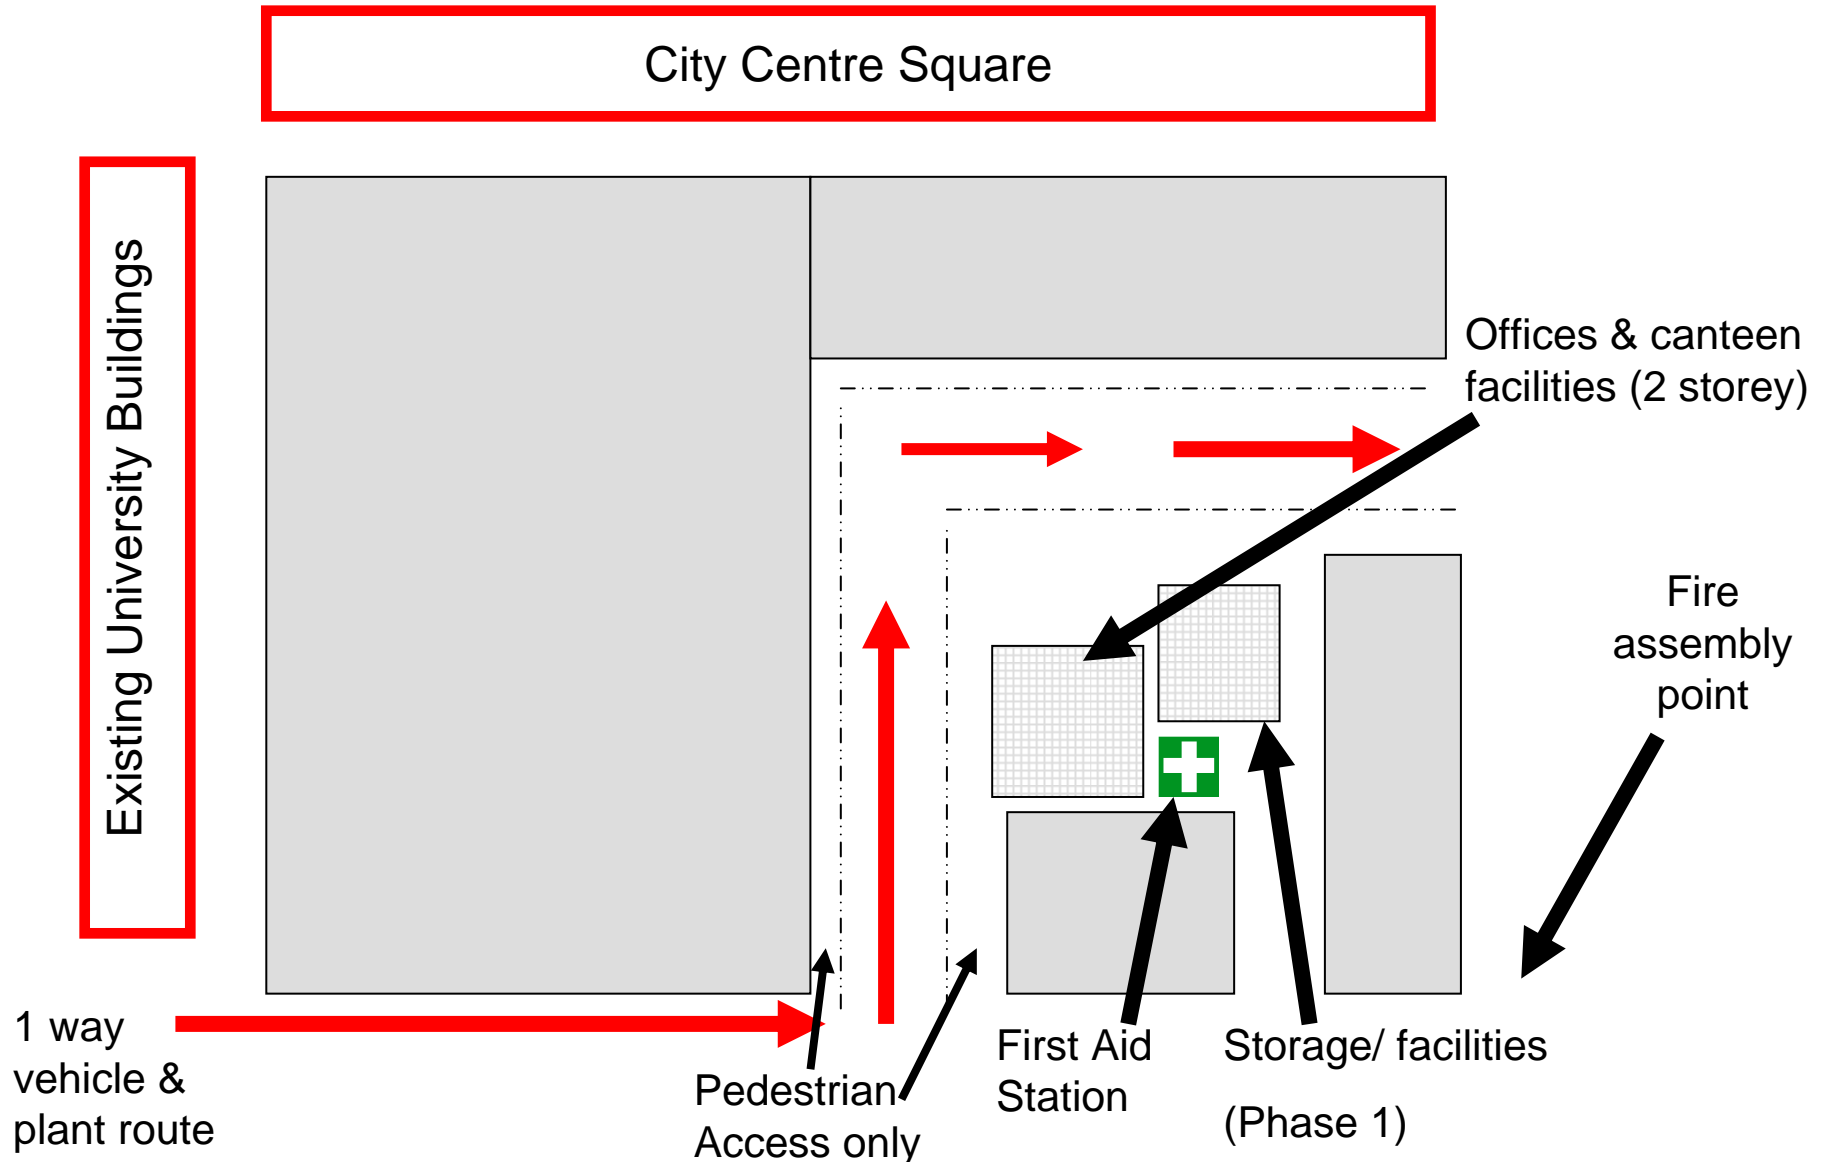 City Centre Square
Existing University Buildings
Offices & canteen
facilities (2 storey)
Fire
assembly
point
1 way
vehicle &
plant route
Pedestrian
Access only
First Aid
Station
Storage/ facilities
(Phase 1)